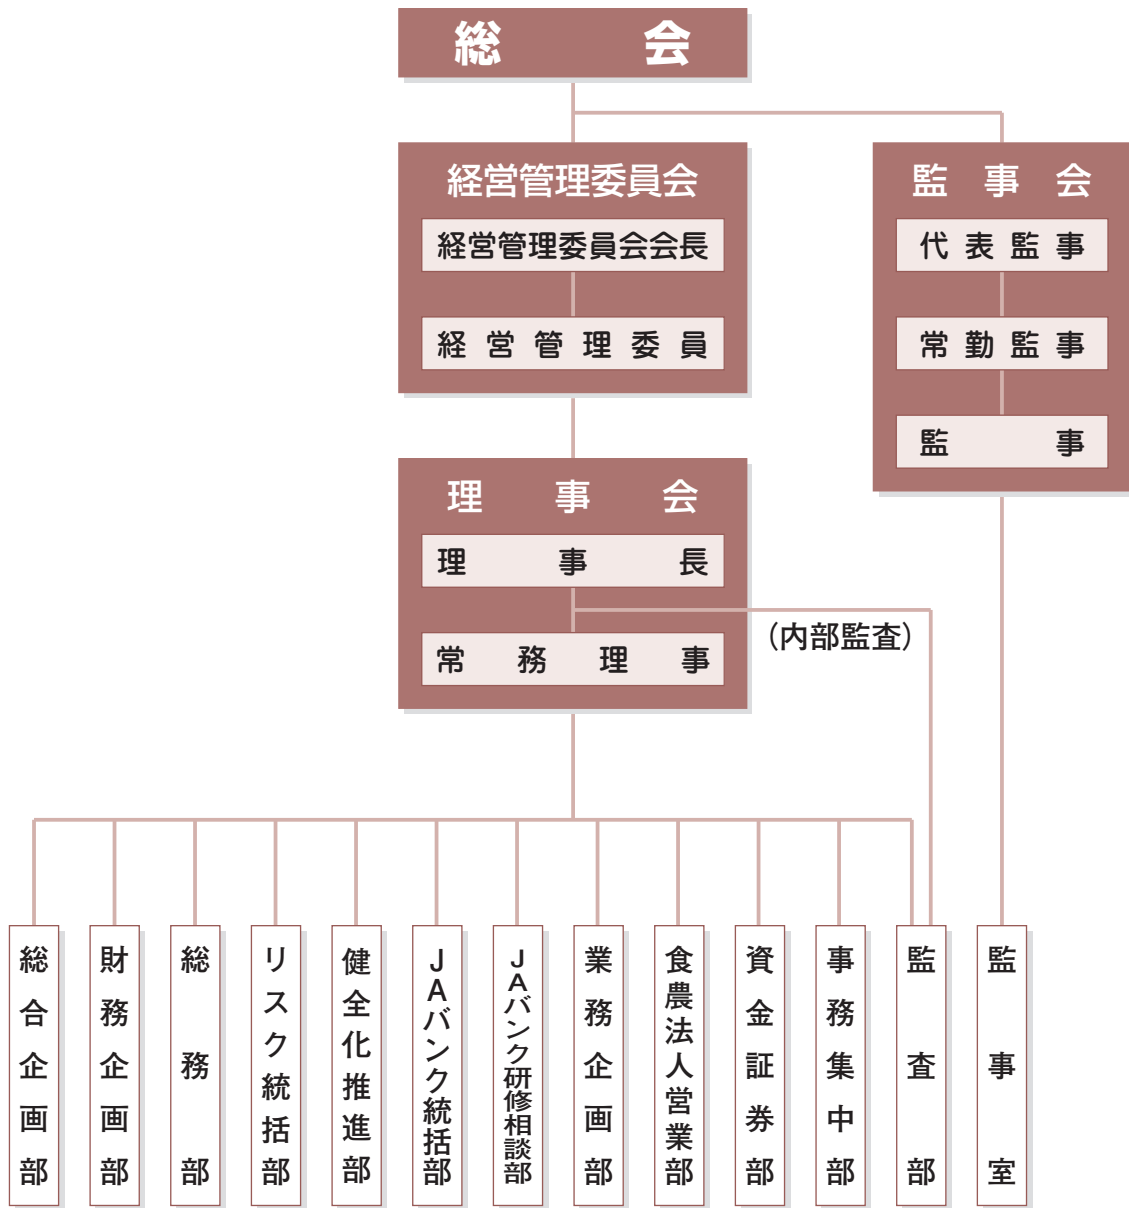 総会
経営管理委員会
経営管理委員会会長
経営管理委員
監事会
代表監事
常勤監事
監事
理事会
理事長
常務理事
（内部監査）
総合企画部
財務企画部
総務部
リスク統括部
健全化推進部
JAバンク統括部
JAバンク研修相談部
業務企画部
食農法人営業部
資金証券部
事務集中部
監査部
監事室